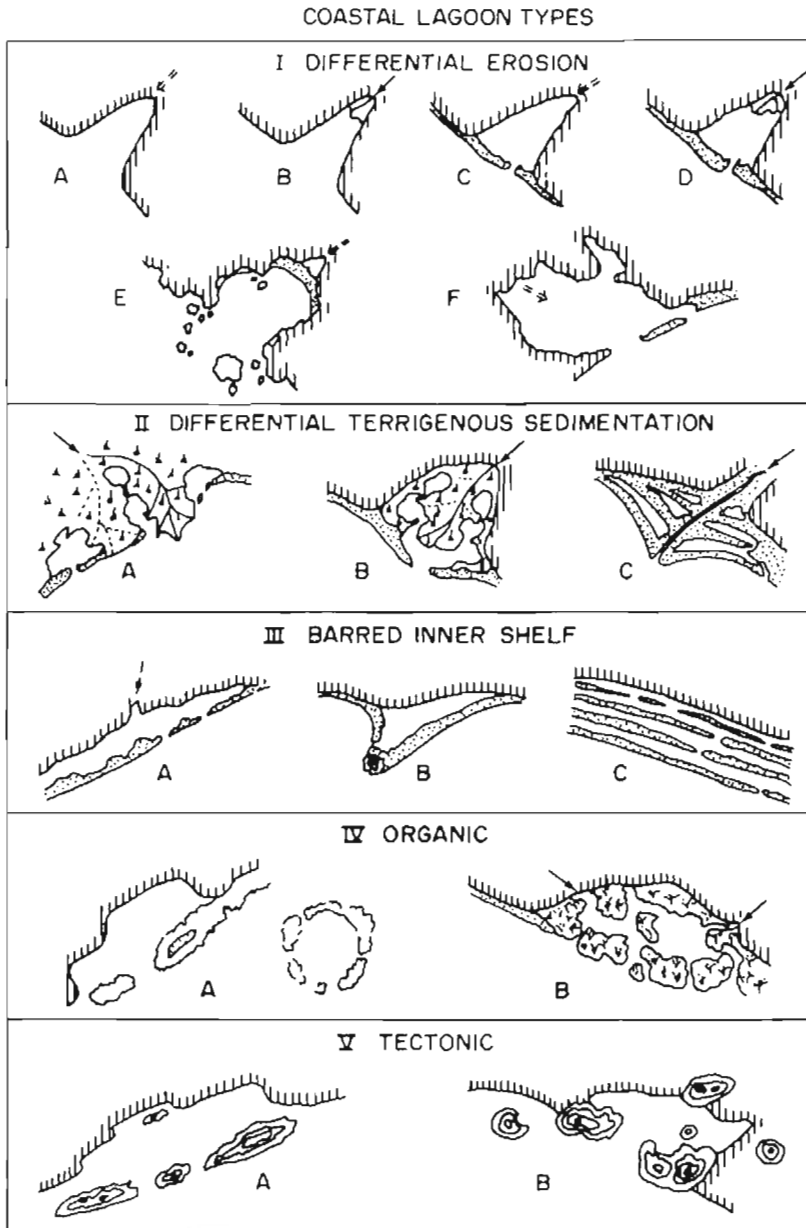 COASTAL LAGOON TYPES
I DIFFERENTIAL EROSION
A B C D
E F
II DIFFERENTIAL TERRIGENOUS SEDIMENTATION
A B C
III BARRED INNER SHELF
A B C
IV ORGANIC
A B
V TECTONIC
A B